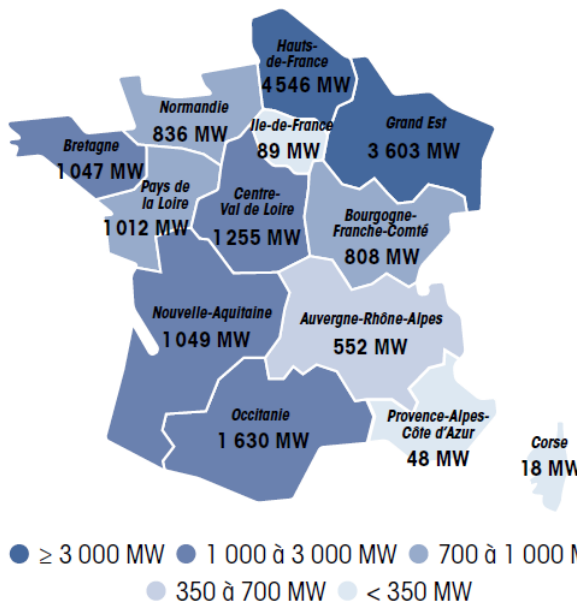 Hauts-
de-France
4 546 MW
Normandie
836 MW
Ile-de-France
89 MW
Grand Est
3 603 MW
Bretagne
1 047 MW
Pays de
la Loire
1 012 MW
Centre-
Val de Loire
1 255 MW
Bourgogne-
Franche-Comté
808 MW
Nouvelle-Aquitaine
1 049 MW
Auvergne-Rhône-Alpes
552 MW
Occitanie
1 630 MW
Provence-Alpes-
Côte d'Azur
48 MW
Corse
18 MW
≥ 3 000 MW 1 000 à 3 000 MW 700 à 1 000 M
350 à 700 MW < 350 MW